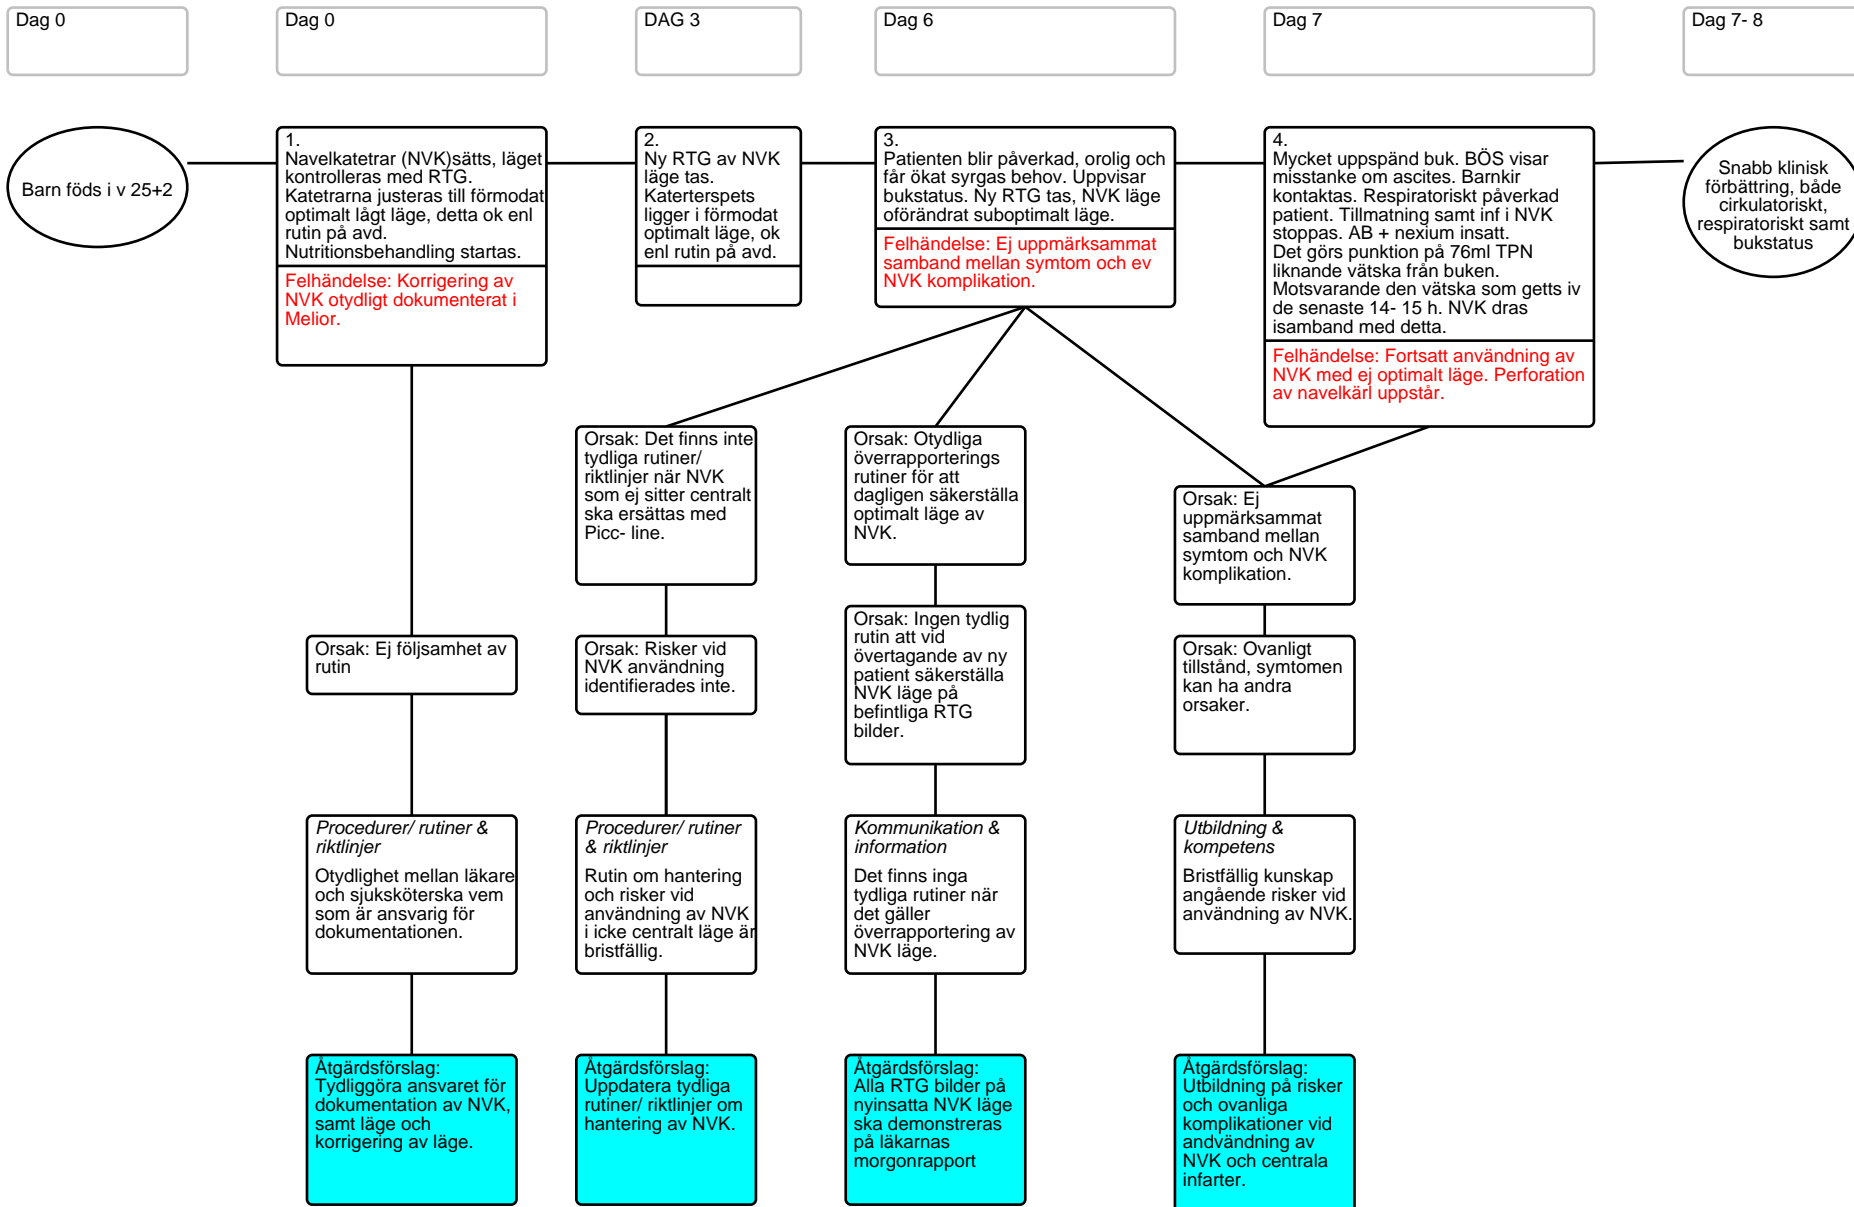 Dag 0
Dag 0
DAG 3
Dag 6
Dag 7
Dag 7- 8
Barn föds i v 25+2
1.
Navelkatetrar (NVK)sätts, läget
kontrolleras med RTG.
Katetrarna justeras till förmodat
optimalt lågt läge, detta ok enl
rutin på avd.
Nutritionsbehandling startas.
Felhändelse: Korrigering av
NVK otydligt dokumenterat i
Melior.
2.
Ny RTG av NVK
läge tas.
Katerterspets
ligger i förmodat
optimalt läge, ok
enl rutin på avd.
3.
Patienten blir påverkad, orolig och
får ökat syrgas behov. Uppvisar
bukstatus. Ny RTG tas, NVK läge
oförändrat suboptimalt läge.
Felhändelse: Ej uppmärksammat
samband mellan symtom och ev
NVK komplikation.
4.
Mycket uppspänd buk. BÖS visar
misstanke om ascites. Barnkir
kontaktas. Respiratoriskt påverkad
patient. Tillmatning samt inf i NVK
stoppas. AB + nexium insatt.
Det görs punktion på 76ml TPN
liknande vätska från buken.
Motsvarande den vätska som getts iv
de senaste 14- 15 h. NVK dras
isamband med detta.
Felhändelse: Fortsatt användning av
NVK med ej optimalt läge. Perforation
av navelkärl uppstår.
Snabb klinisk
förbättring, både
cirkulatoriskt,
respiratoriskt samt
bukstatus
Orsak: Det finns inte
tydliga rutiner/
riktlinjer när NVK
som ej sitter centralt
ska ersättas med
Picc- line.
Orsak: Otydliga
överrapporterings
rutiner för att
dagligen säkerställa
optimalt läge av
NVK.
Orsak: Ej
uppmärksammat
samband mellan
symtom och NVK
komplikation.
Orsak: Ej följsamhet av
rutin
Orsak: Risker vid
NVK användning
identifierades inte.
Orsak: Ingen tydlig
rutin att vid
övertagande av ny
patient säkerställa
NVK läge på
befintliga RTG
bilder.
Orsak: Ovanligt
tillstånd, symtomen
kan ha andra
orsaker.
Procedurer/ rutiner &
riktlinjer
Otydlighet mellan läkare
och sjuksköterska vem
som är ansvarig för
dokumentationen.
Procedurer/ rutiner
& riktlinjer
Rutin om hantering
och risker vid
användning av NVK
i icke centralt läge är
bristfällig.
Kommunikation &
information
Det finns inga
tydliga rutiner när
det gäller
överrapportering av
NVK läge.
Utbildning &
kompetens
Bristfällig kunskap
angående risker vid
användning av NVK.
Åtgärdsförslag:
Tydliggöra ansvaret för
dokumentation av NVK,
samt läge och
korrigering av läge.
Åtgärdsförslag:
Uppdatera tydliga
rutiner/ riktlinjer om
hantering av NVK.
Åtgärdsförslag:
Alla RTG bilder på
nyinsatta NVK läge
ska demonstreras
på läkarnas
morgonrapport
Åtgärdsförslag:
Utbildning på risker
och ovanliga
komplikationer vid
andvändning av
NVK och centrala
infarter.